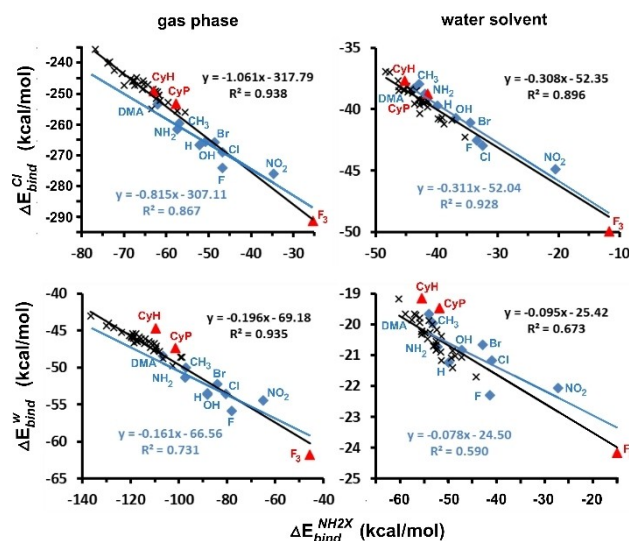 gas phase
water solvent
ΔE_bind^Cl (kcal/mol)
-240
-250
-260
-270
-280
-290
CyH
CyP
DMA
CH3
NH2
Br
H
OH
Cl
F
NO2
F3
y = -1.061x - 317.79
R² = 0.938
y = -0.815x - 307.11
R² = 0.867
-80 -70 -60 -50 -40 -30
-35
-40
-45
-50
CyH
CH3
DMA
NH2
CyP
H
OH
Br
F
Cl
NO2
F3
y = -0.308x - 52.35
R² = 0.896
y = -0.311x - 52.04
R² = 0.928
-50 -40 -30 -20 -10
ΔE_bind^w (kcal/mol)
-40
-45
-50
-55
-60
-65
CyH
CyP
DMA
CH3
NH2
Br
H
OH
Cl
F
NO2
F3
y = -0.196x - 69.18
R² = 0.935
y = -0.161x - 66.56
R² = 0.731
-140 -120 -100 -80 -60 -40
-19
-20
-21
-22
-23
-24
-25
CyH
CyP
DMA
CH3
NH2
OH
Br
H
Cl
F
NO2
F
y = -0.095x - 25.42
R² = 0.673
y = -0.078x - 24.50
R² = 0.590
-60 -50 -40 -30 -20
ΔE_bind^NH2X (kcal/mol)